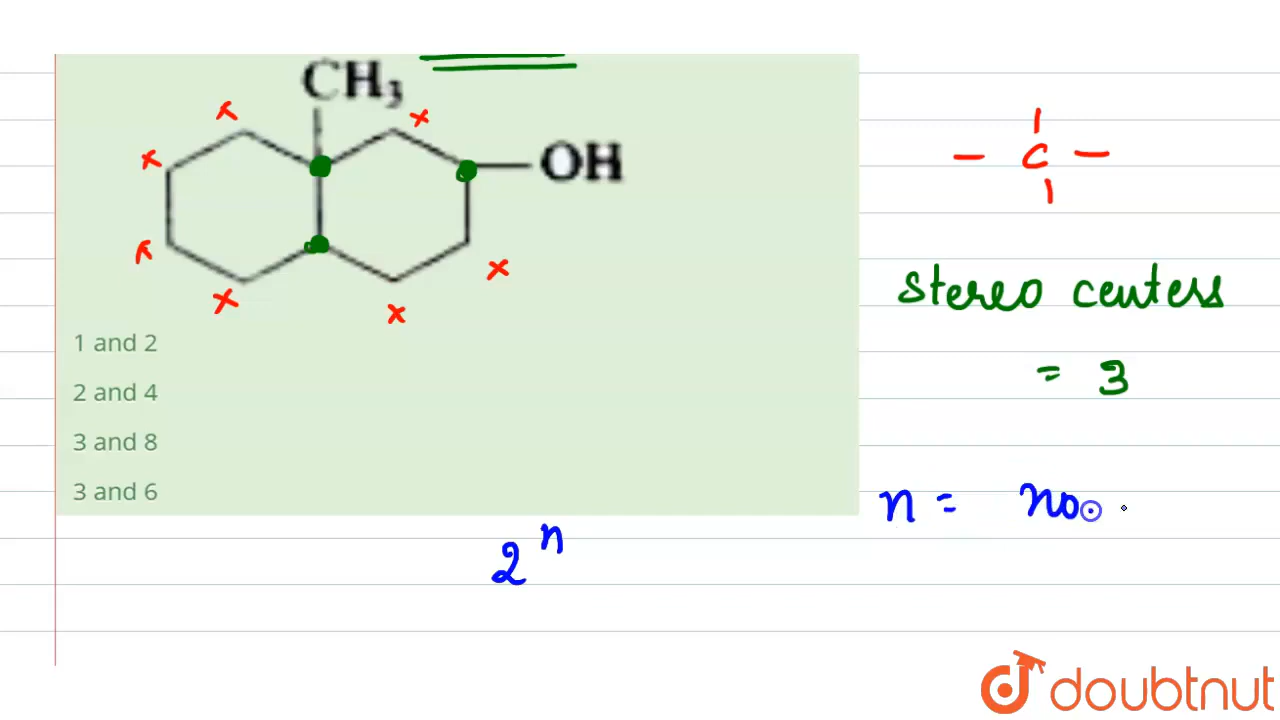 CH3
OH
C
stereo centers
= 3
1 and 2
2 and 4
3 and 8
3 and 6
n = no.
2^n
doubtnut